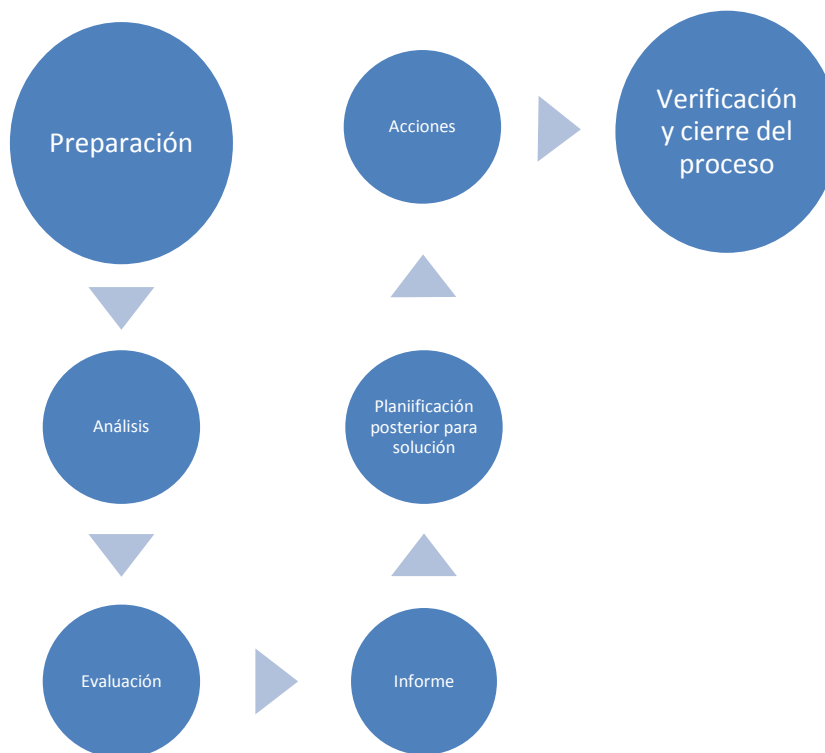 Preparación
Análisis
Evaluación
Informe
Planiificación
posterior para
solución
Acciones
Verificación
y cierre del
proceso